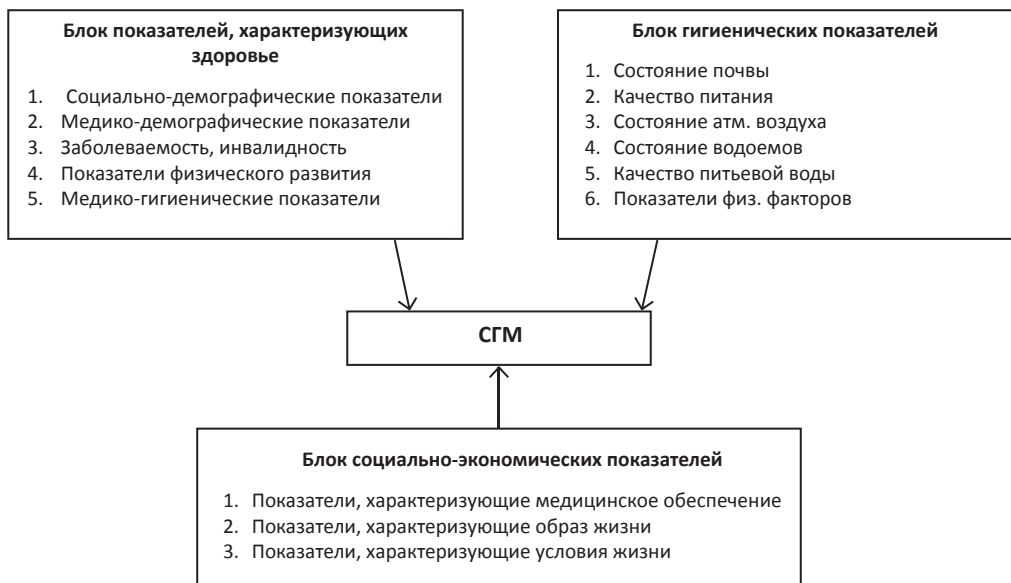 Блок показателей, характеризующих
здоровье
1. Социально-демографические показатели
2. Медико-демографические показатели
3. Заболеваемость, инвалидность
4. Показатели физического развития
5. Медико-гигиенические показатели
Блок гигиенических показателей
1. Состояние почвы
2. Качество питания
3. Состояние атм. воздуха
4. Состояние водоемов
5. Качество питьевой воды
6. Показатели физ. факторов
СГМ
Блок социально-экономических показателей
1. Показатели, характеризующие медицинское обеспечение
2. Показатели, характеризующие образ жизни
3. Показатели, характеризующие условия жизни